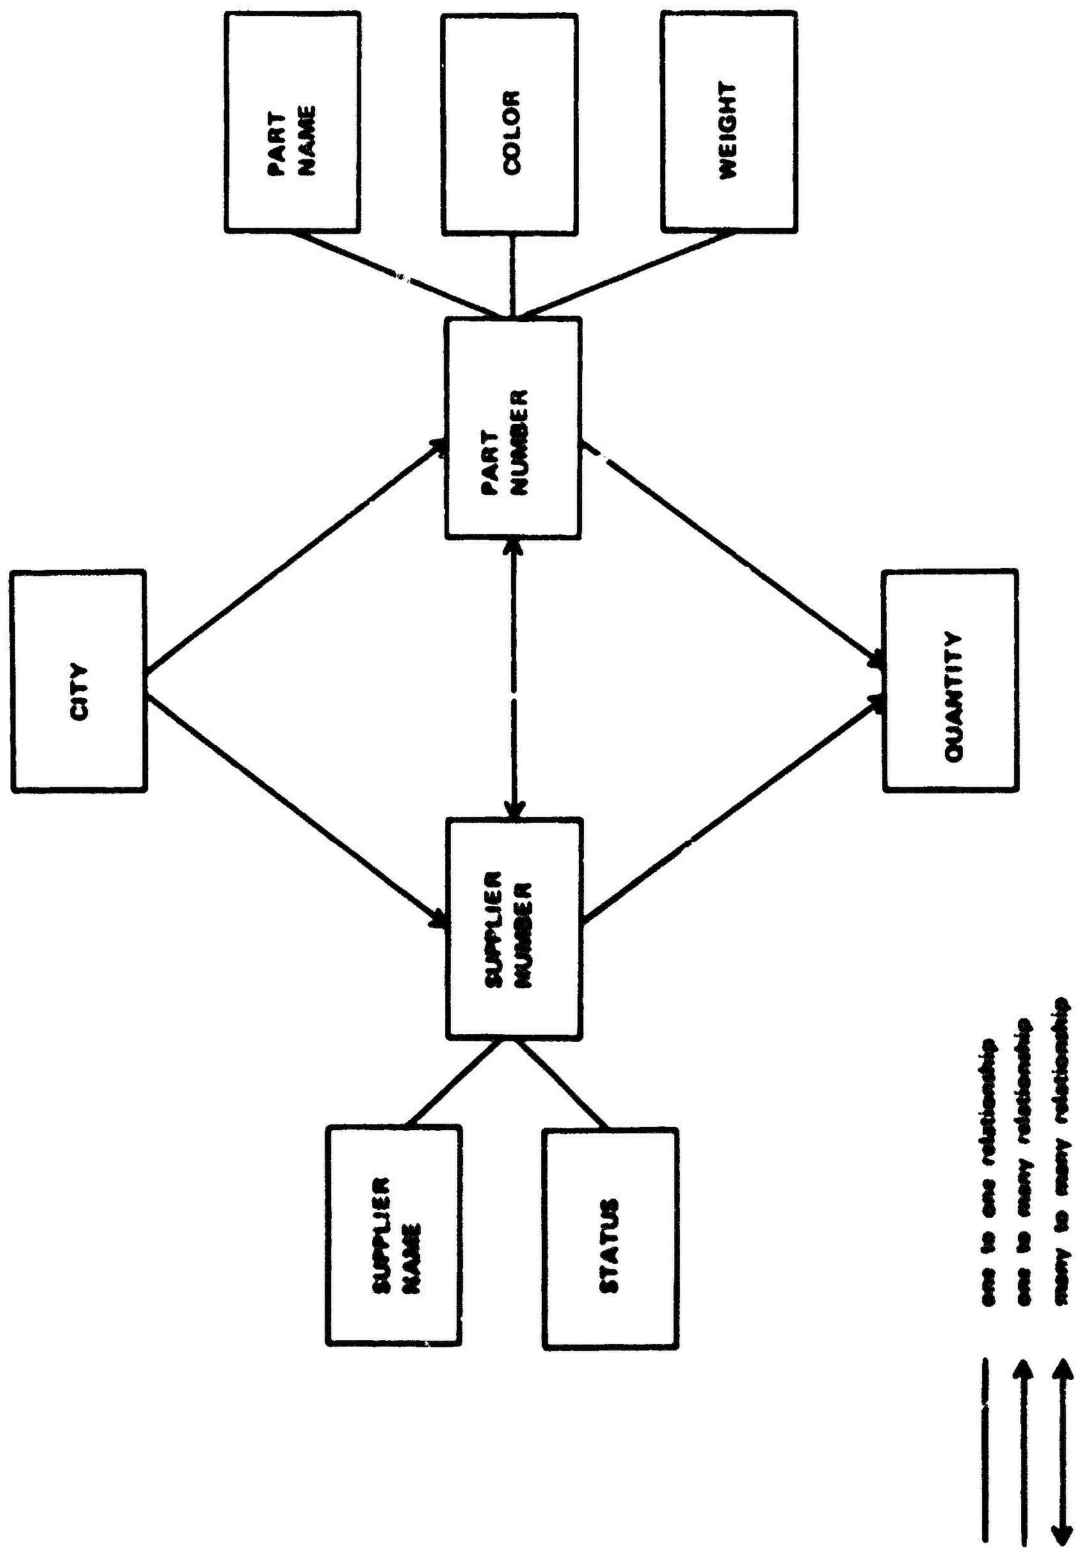 CITY
SUPPLIER
NAME
STATUS
SUPPLIER
NUMBER
PART
NUMBER
PART
NAME
COLOR
WEIGHT
QUANTITY
one to one relationship
one to many relationship
many to many relationship